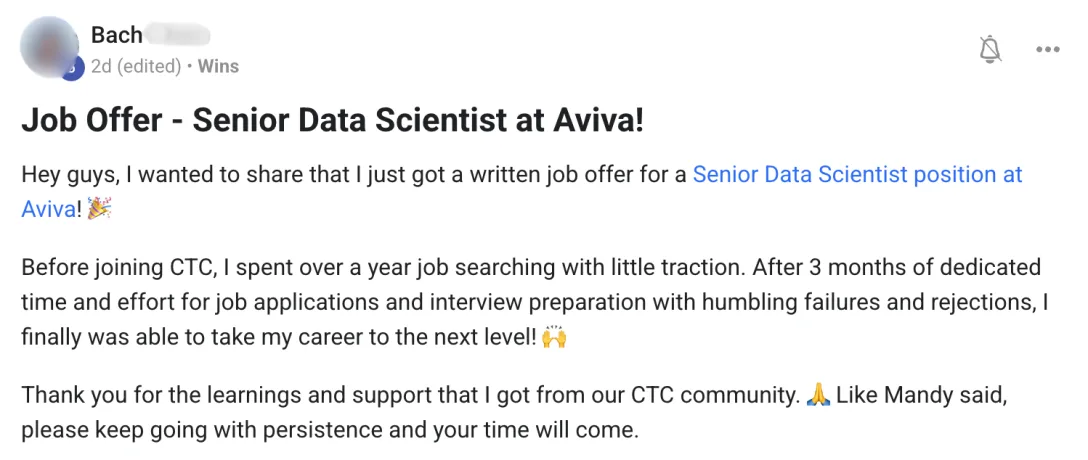 Bach
2d (edited) • Wins
Job Offer - Senior Data Scientist at Aviva!
Hey guys, I wanted to share that I just got a written job offer for a Senior Data Scientist position at
Aviva! 🎉
Before joining CTC, I spent over a year job searching with little traction. After 3 months of dedicated
time and effort for job applications and interview preparation with humbling failures and rejections, I
finally was able to take my career to the next level! 🙌
Thank you for the learnings and support that I got from our CTC community. 🙏 Like Mandy said,
please keep going with persistence and your time will come.